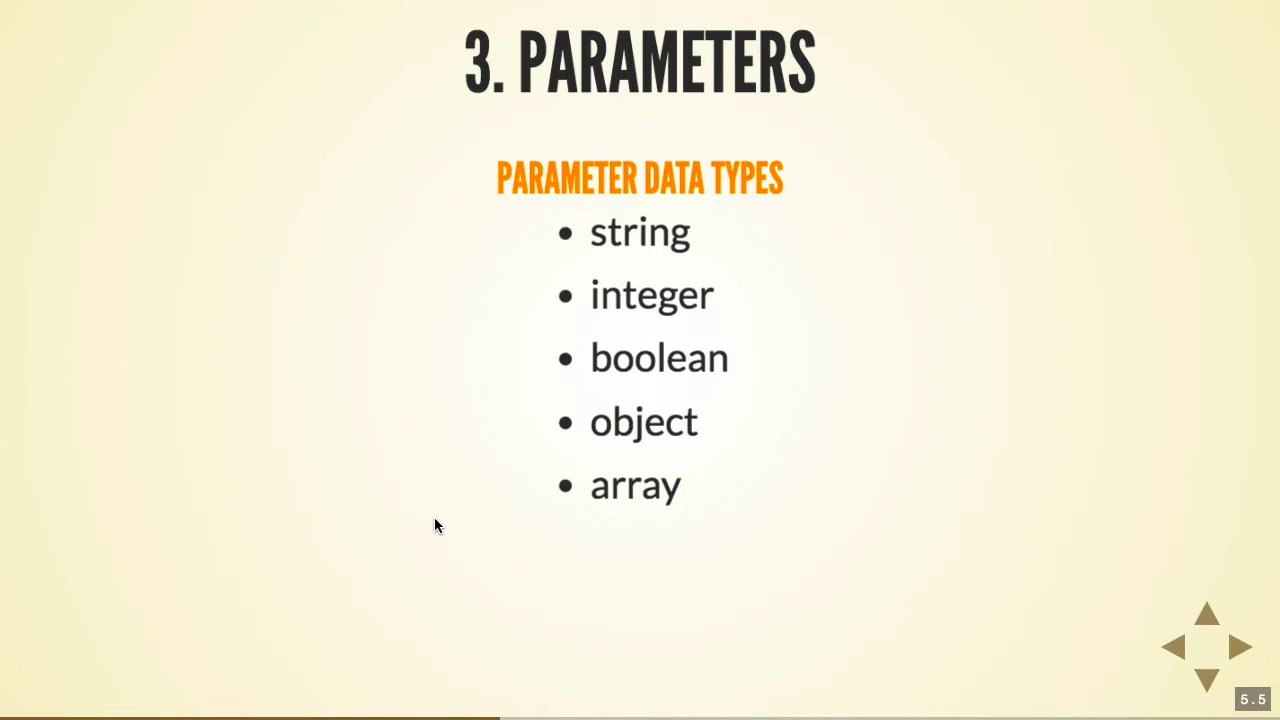 3. PARAMETERS
PARAMETER DATA TYPES
• string
• integer
• boolean
• object
• array
5.5